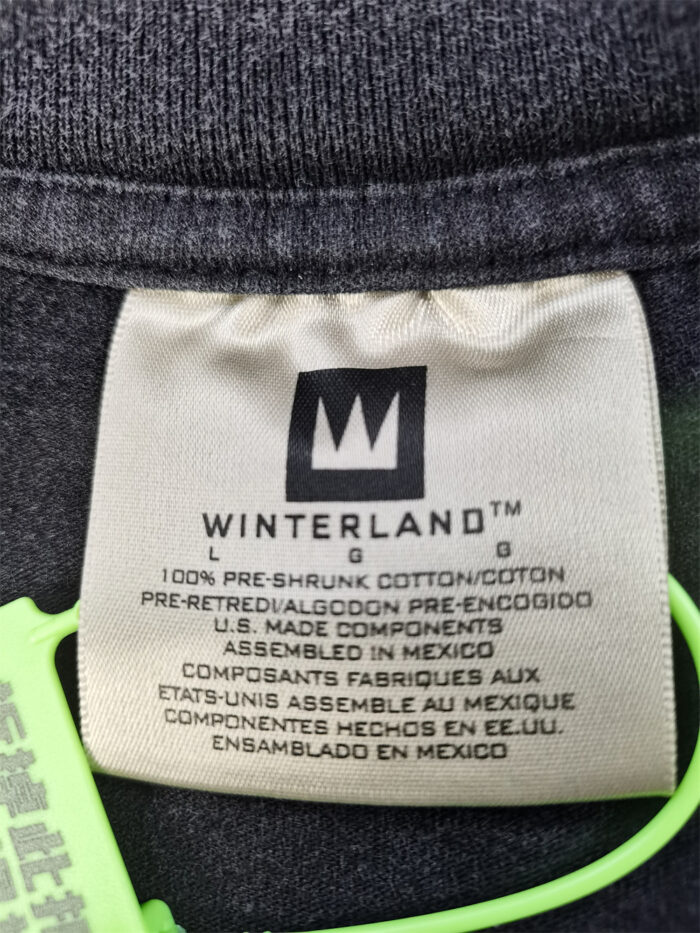 WINTERLAND™
L G G
100% PRE-SHRUNK COTTON/COTON
PRE-RETREDI/ALGODON PRE-ENCOGIDO
U.S. MADE COMPONENTS
ASSEMBLED IN MEXICO
COMPOSANTS FABRIQUES AUX
ETATS-UNIS ASSEMBLE AU MEXIQUE
COMPONENTES HECHOS EN EE.UU.
ENSAMBLADO EN MEXICO